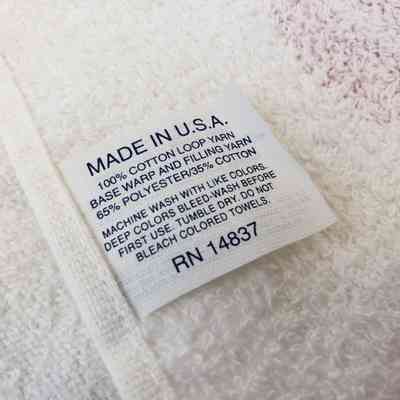 MADE IN U.S.A.
100% COTTON LOOP YARN
BASE WARP AND FILLING YARN
65% POLYESTER/35% COTTON
MACHINE WASH WITH LIKE COLORS.
DEEP COLORS BLEED-WASH BEFORE
FIRST USE. TUMBLE DRY. DO NOT
BLEACH COLORED TOWELS.
RN 14837